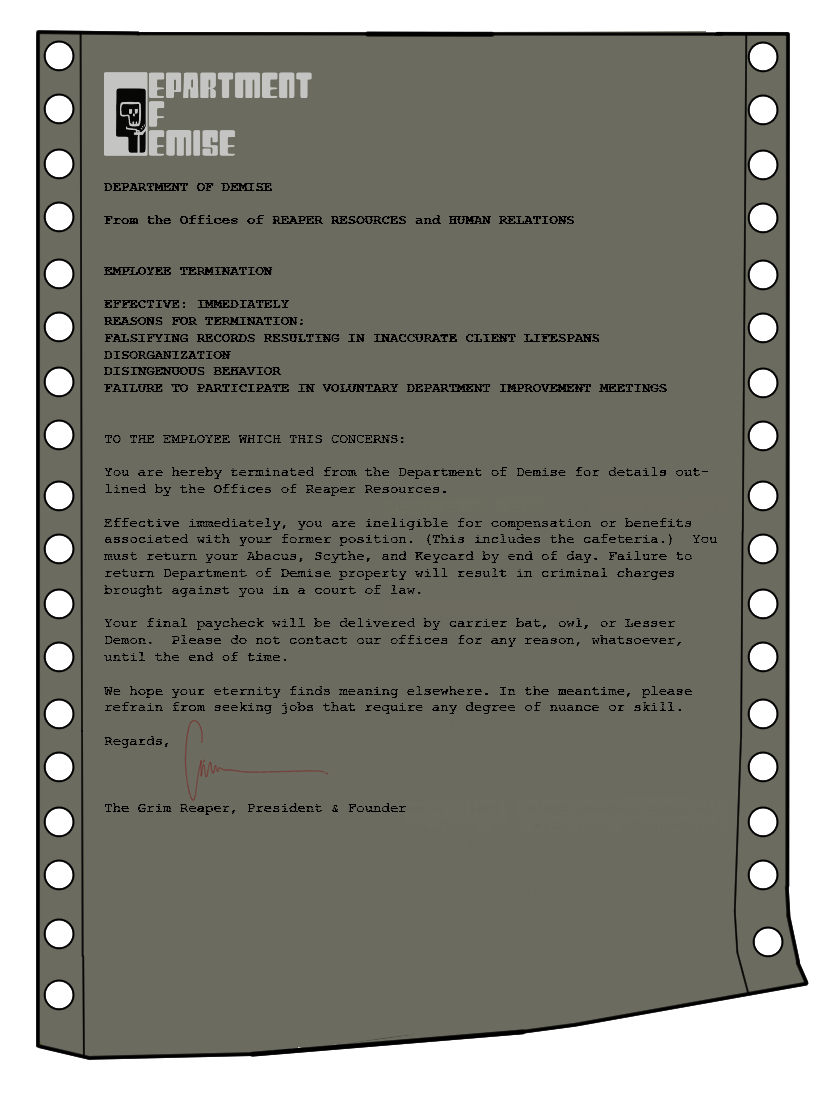 DEPARTMENT
OF
DEMISE
DEPARTMENT OF DEMISE
From the Offices of REAPER RESOURCES and HUMAN RELATIONS
EMPLOYEE TERMINATION
EFFECTIVE: IMMEDIATELY
REASONS FOR TERMINATION:
FALSIFYING RECORDS RESULTING IN INACCURATE CLIENT LIFESPANS
DISORGANIZATION
DISINGENUOUS BEHAVIOR
FAILURE TO PARTICIPATE IN VOLUNTARY DEPARTMENT IMPROVEMENT MEETINGS
TO THE EMPLOYEE WHICH THIS CONCERNS:
You are hereby terminated from the Department of Demise for details out-
lined by the Offices of Reaper Resources.
Effective immediately, you are ineligible for compensation or benefits
associated with your former position. (This includes the cafeteria.)  You
must return your Abacus, Scythe, and Keycard by end of day. Failure to
return Department of Demise property will result in criminal charges
brought against you in a court of law.
Your final paycheck will be delivered by carrier bat, owl, or Lesser
Demon.  Please do not contact our offices for any reason, whatsoever,
until the end of time.
We hope your eternity finds meaning elsewhere. In the meantime, please
refrain from seeking jobs that require any degree of nuance or skill.
Regards,
The Grim Reaper, President & Founder